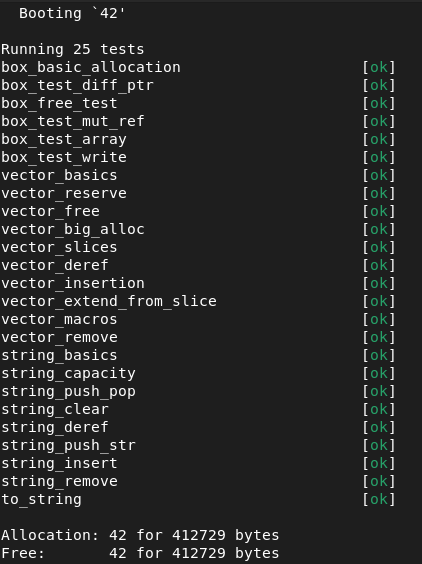 Booting `42'
Running 25 tests
box_basic_allocation [ok]
box_test_diff_ptr [ok]
box_free_test [ok]
box_test_mut_ref [ok]
box_test_array [ok]
box_test_write [ok]
vector_basics [ok]
vector_reserve [ok]
vector_free [ok]
vector_big_alloc [ok]
vector_slices [ok]
vector_deref [ok]
vector_insertion [ok]
vector_extend_from_slice [ok]
vector_macros [ok]
vector_remove [ok]
string_basics [ok]
string_capacity [ok]
string_push_pop [ok]
string_clear [ok]
string_deref [ok]
string_push_str [ok]
string_insert [ok]
string_remove [ok]
to_string [ok]
Allocation: 42 for 412729 bytes
Free: 42 for 412729 bytes